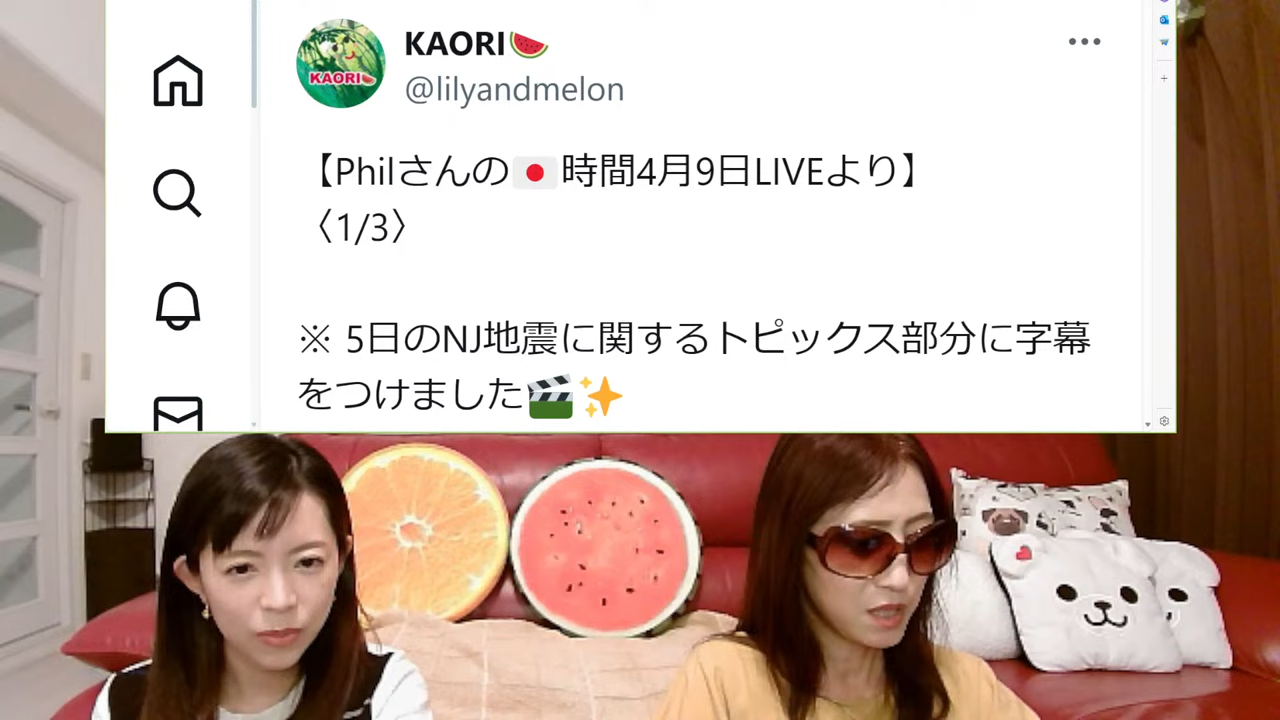 KAORI🍉
KAORI🍉
@lilyandmelon
【Philさんの🇯🇵時間4月9日LIVEより】
〈1/3〉
※ 5日のNJ地震に関するトピックス部分に字幕
をつけました🎬✨